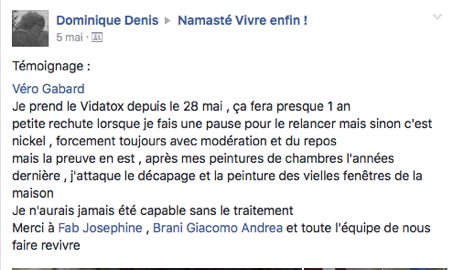 Dominique Denis ▸ Namasté Vivre enfin !
5 mai ·
Témoignage :
Véro Gabard
Je prend le Vidatox depuis le 28 mai , ça fera presque 1 an
petite rechute lorsque je fais une pause pour le relancer mais sinon c'est
nickel , forcement toujours avec modération et du repos
mais la preuve en est , après mes peintures de chambres l'années
dernière , j'attaque le décapage et la peinture des vielles fenêtres de la
maison
Je n'aurais jamais été capable sans le traitement
Merci à Fab Josephine , Brani Giacomo Andrea et toute l'équipe de nous
faire revivre